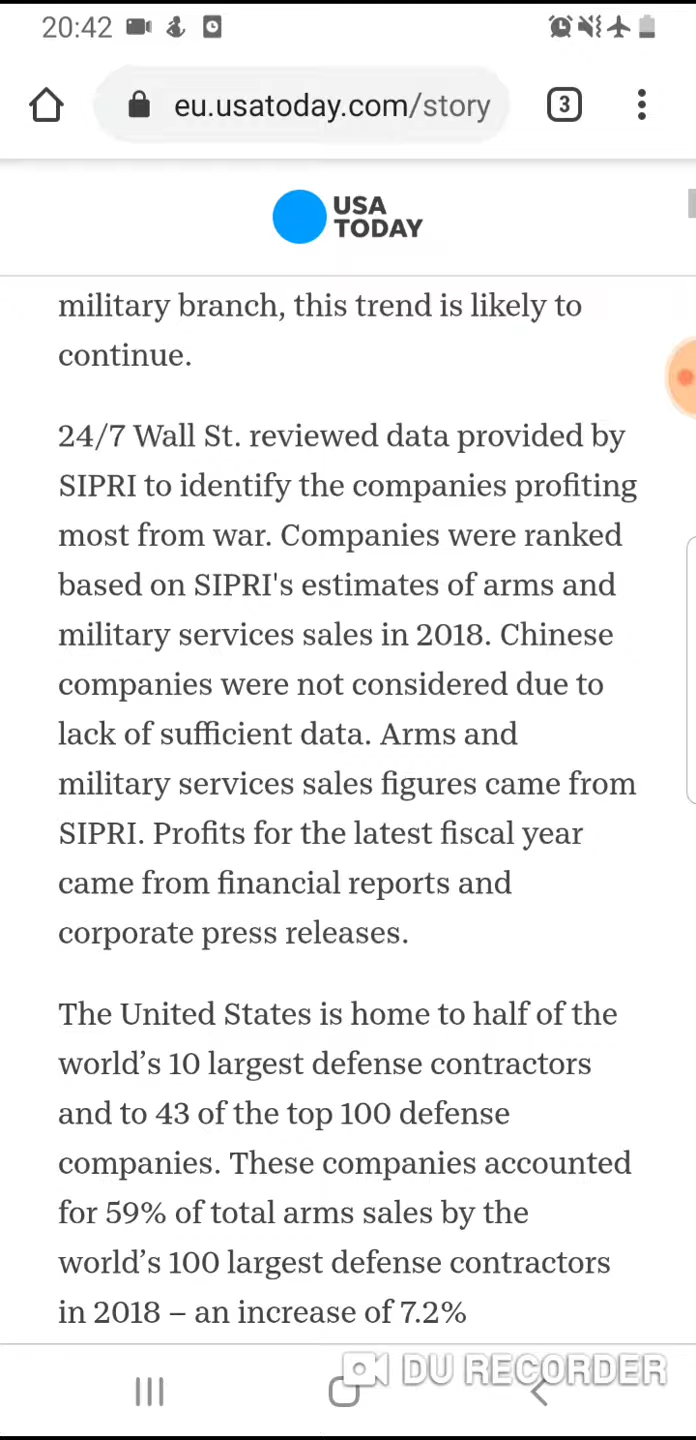 20:42
eu.usatoday.com/story
3
USA
TODAY
military branch, this trend is likely to
continue.
24/7 Wall St. reviewed data provided by
SIPRI to identify the companies profiting
most from war. Companies were ranked
based on SIPRI's estimates of arms and
military services sales in 2018. Chinese
companies were not considered due to
lack of sufficient data. Arms and
military services sales figures came from
SIPRI. Profits for the latest fiscal year
came from financial reports and
corporate press releases.
The United States is home to half of the
world’s 10 largest defense contractors
and to 43 of the top 100 defense
companies. These companies accounted
for 59% of total arms sales by the
world’s 100 largest defense contractors
in 2018 – an increase of 7.2%
DU RECORDER